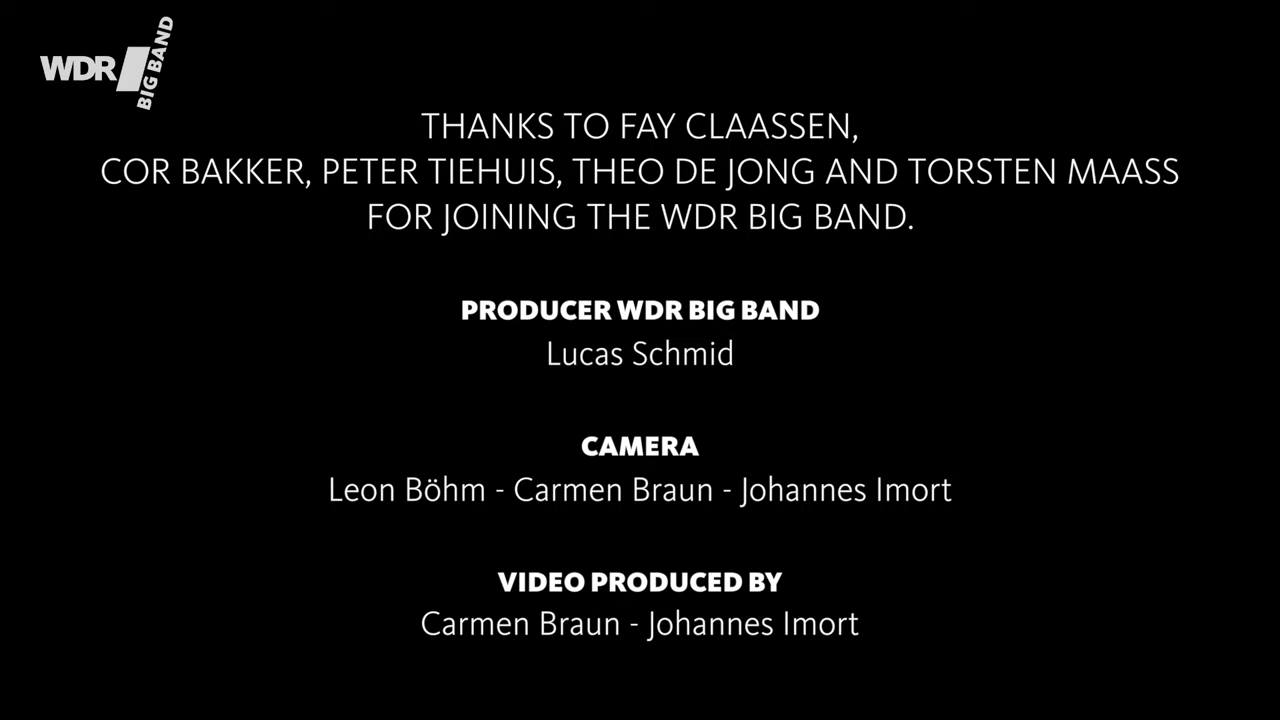 WDR BIG BAND
THANKS TO FAY CLAASSEN,
COR BAKKER, PETER TIEHUIS, THEO DE JONG AND TORSTEN MAASS
FOR JOINING THE WDR BIG BAND.
PRODUCER WDR BIG BAND
Lucas Schmid
CAMERA
Leon Böhm - Carmen Braun - Johannes Imort
VIDEO PRODUCED BY
Carmen Braun - Johannes Imort